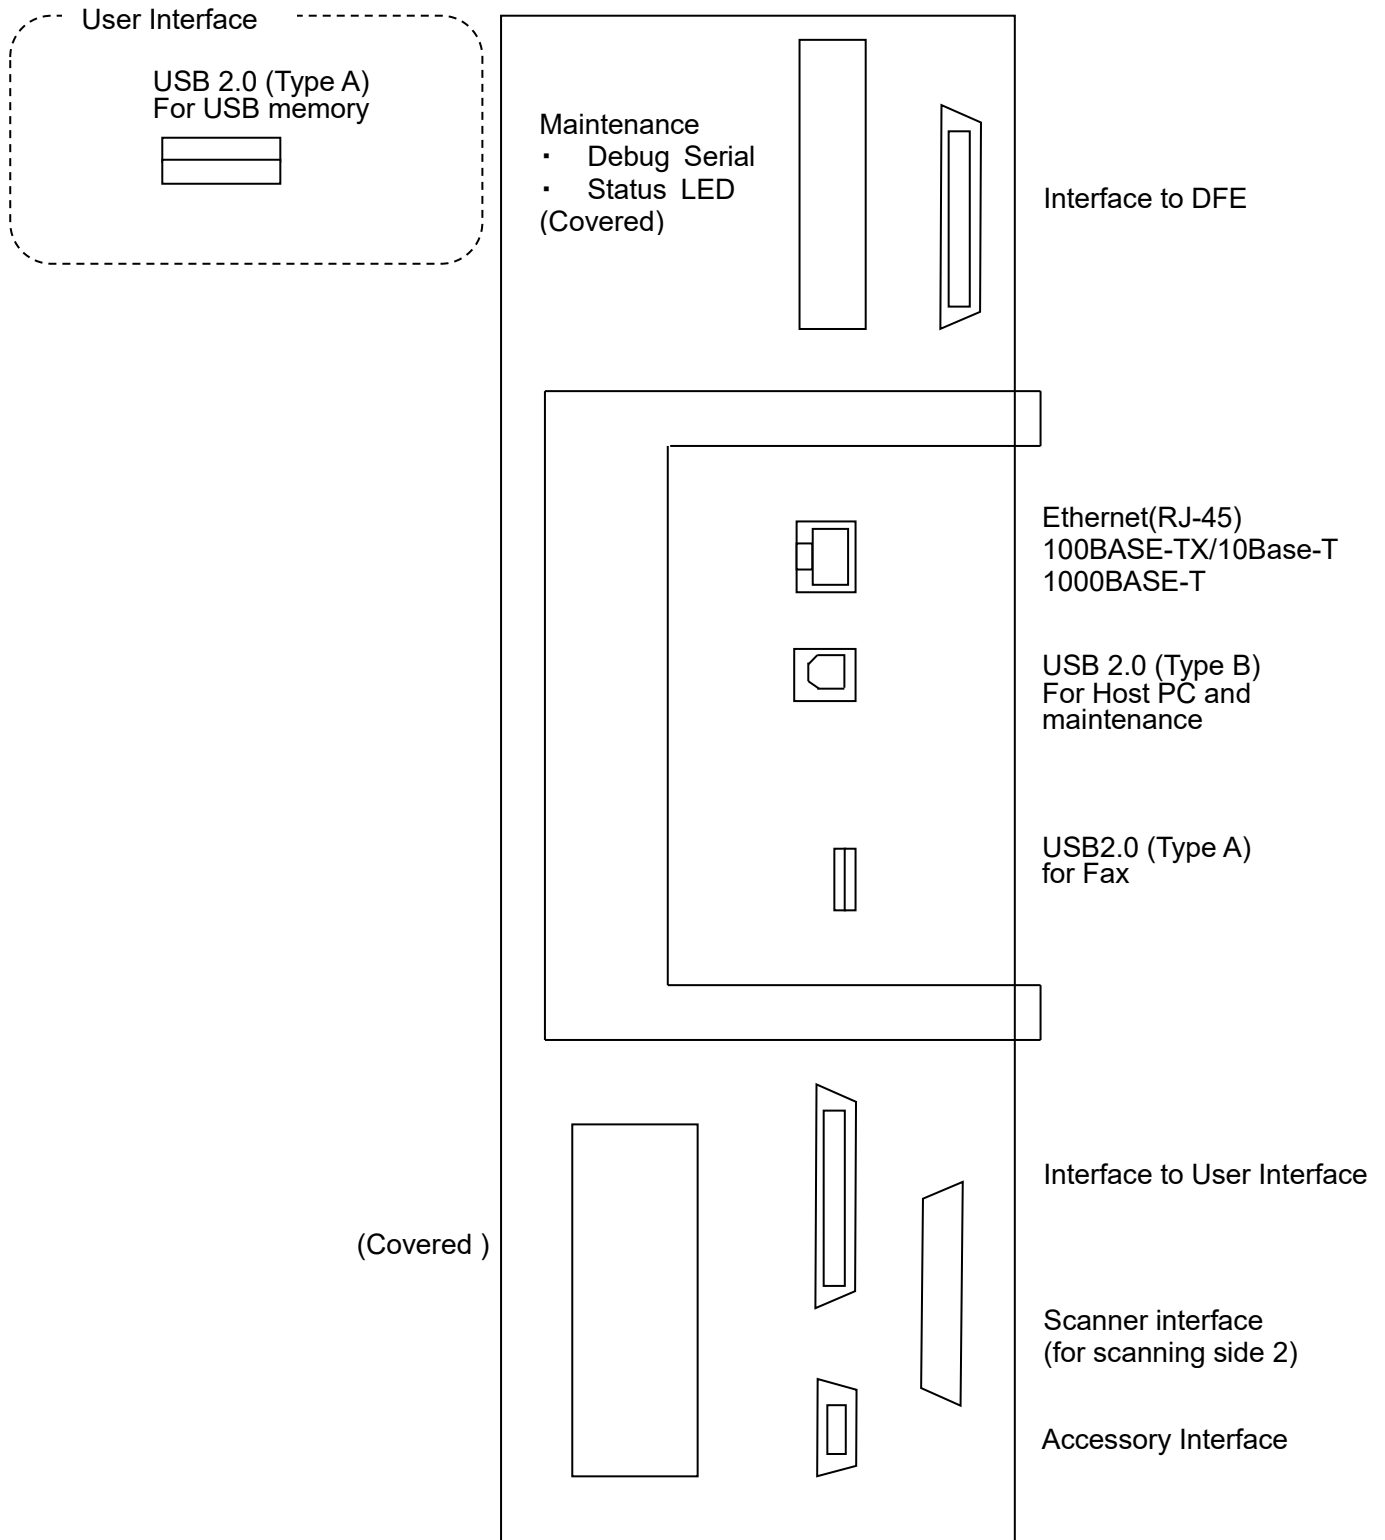 User Interface
USB 2.0 (Type A)
For USB memory
Maintenance
・ Debug Serial
・ Status LED
(Covered)
Interface to DFE
Ethernet(RJ-45)
100BASE-TX/10Base-T
1000BASE-T
USB 2.0 (Type B)
For Host PC and
maintenance
USB2.0 (Type A)
for Fax
Interface to User Interface
(Covered )
Scanner interface
(for scanning side 2)
Accessory Interface